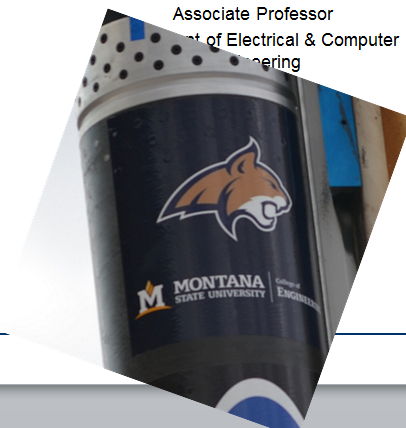 Associate Professor
of Electrical & Computer
M MONTANA
STATE UNIVERSITY
College of